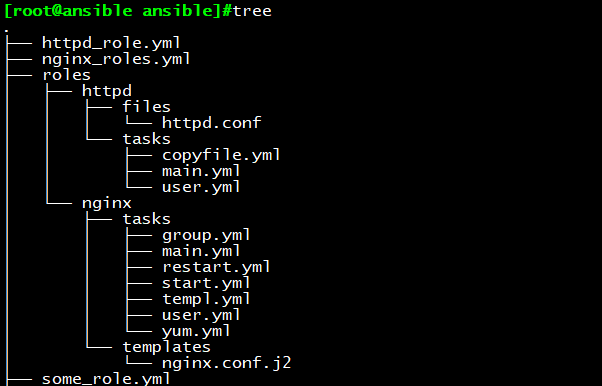 [root@ansible ansible]#tree
.
├── httpd_role.yml
├── nginx_roles.yml
├── roles
│   ├── httpd
│   │   ├── files
│   │   │   └── httpd.conf
│   │   └── tasks
│   │       ├── copyfile.yml
│   │       ├── main.yml
│   │       └── user.yml
│   └── nginx
│       ├── tasks
│       │   ├── group.yml
│       │   ├── main.yml
│       │   ├── restart.yml
│       │   ├── start.yml
│       │   ├── templ.yml
│       │   ├── user.yml
│       │   └── yum.yml
│       └── templates
│           └── nginx.conf.j2
├── some_role.yml